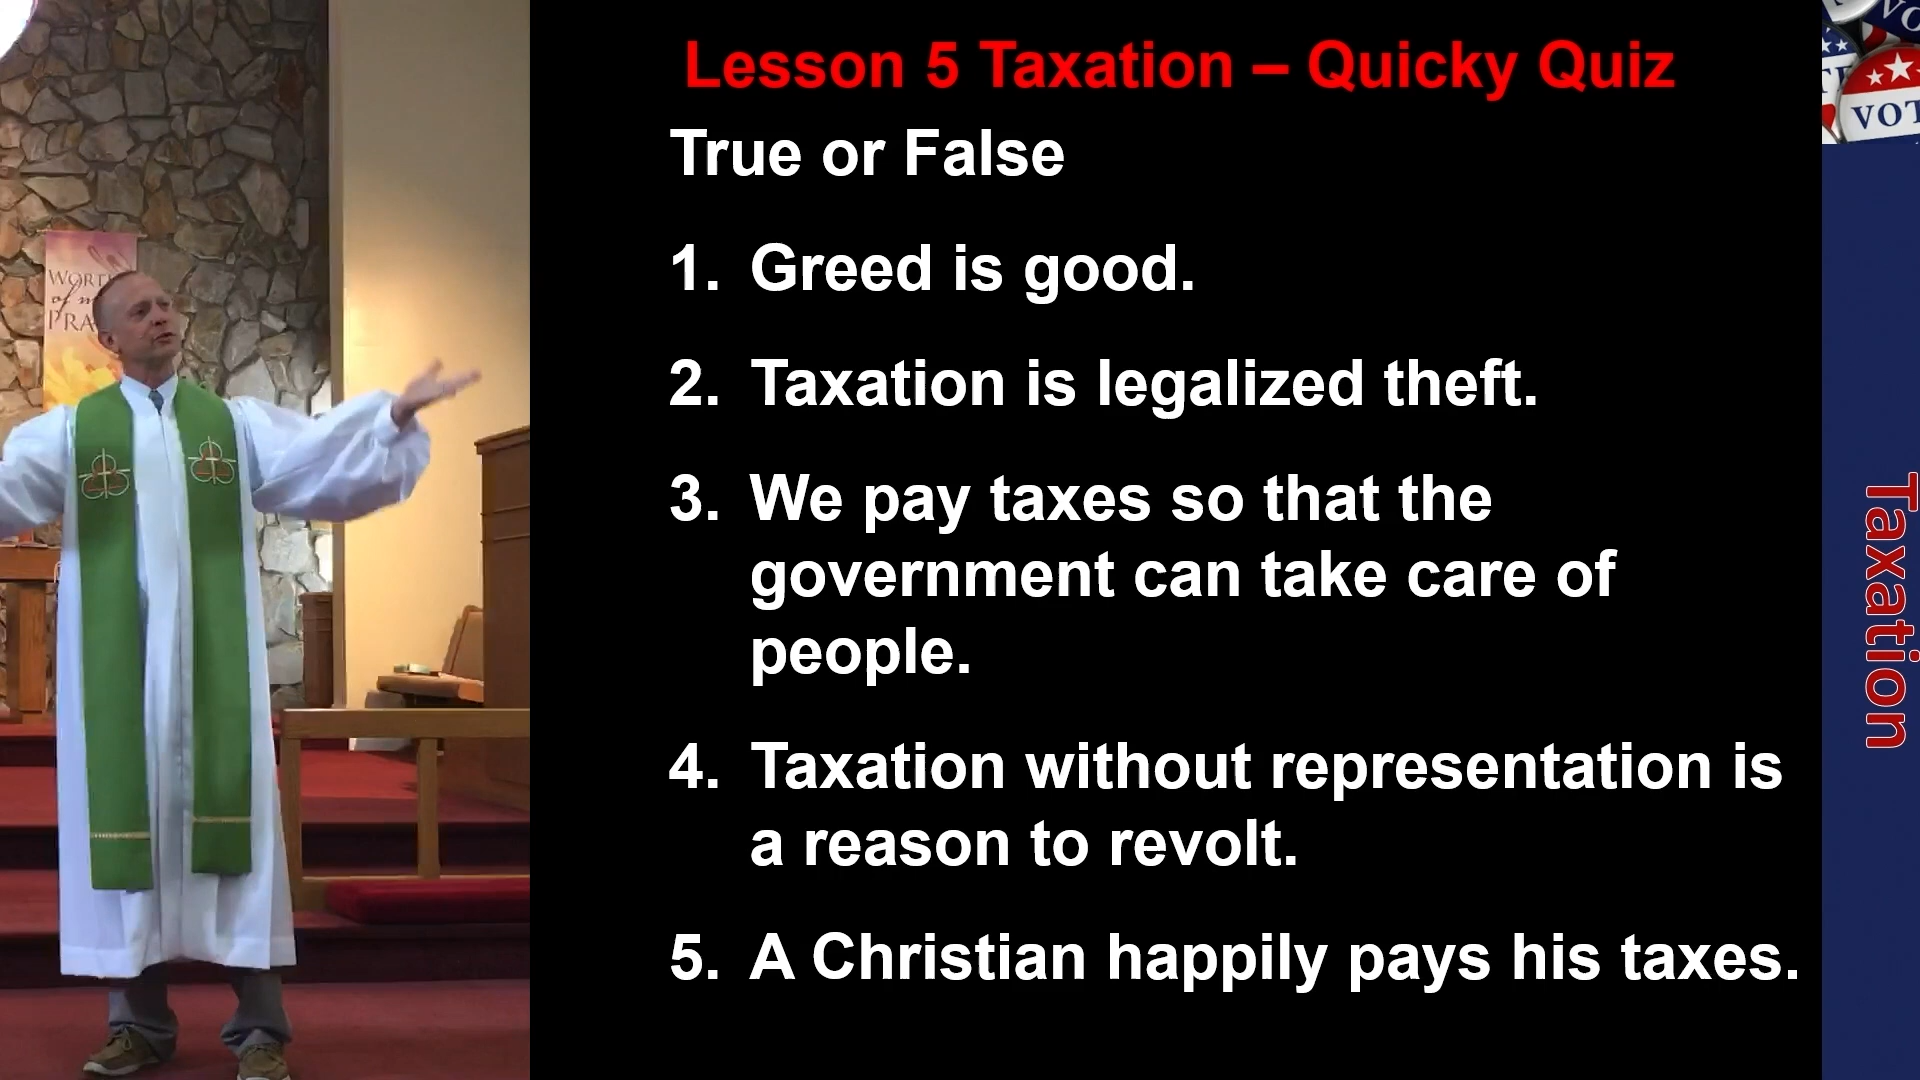 Lesson 5 Taxation – Quicky Quiz
True or False
1. Greed is good.
2. Taxation is legalized theft.
3. We pay taxes so that the
government can take care of
people.
4. Taxation without representation is
a reason to revolt.
5. A Christian happily pays his taxes.
Taxation